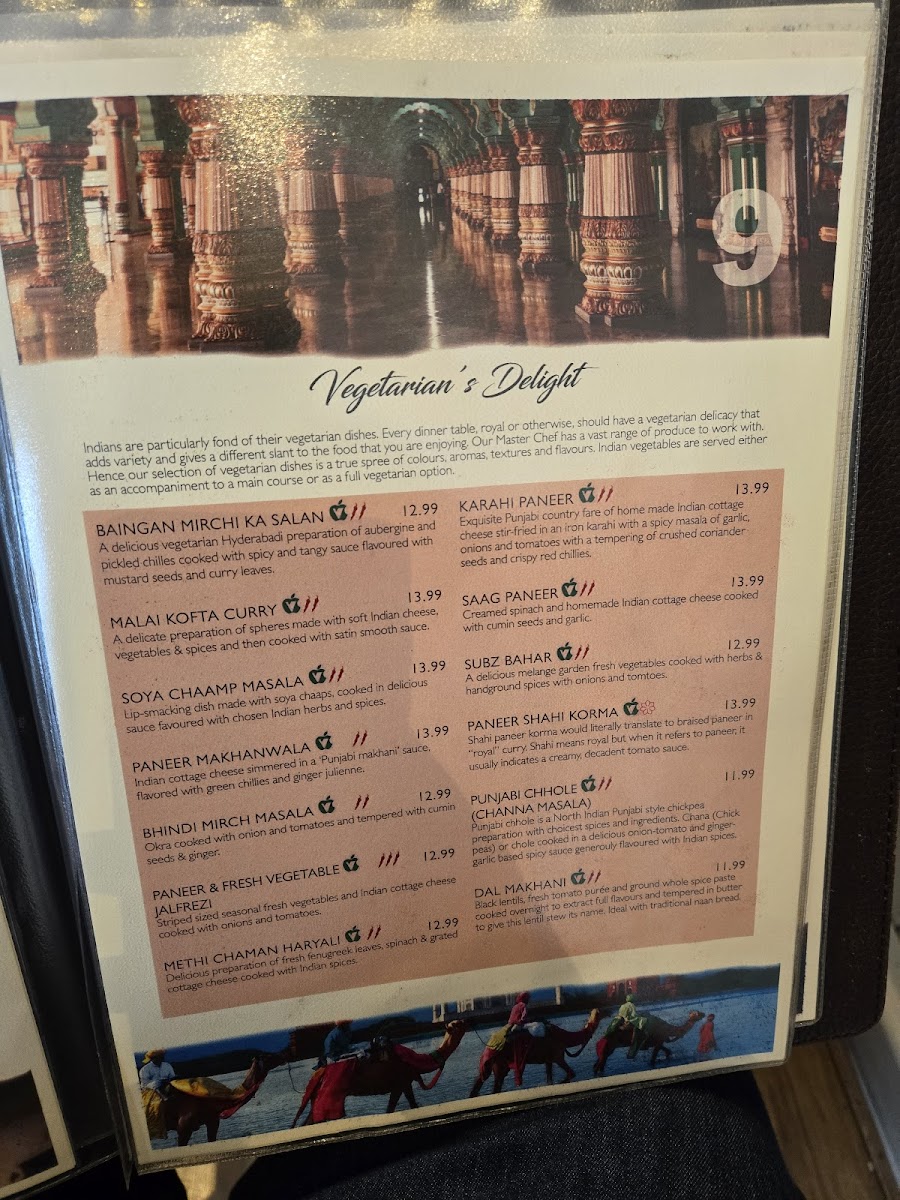 9
Vegetarian's Delight
Indians are particularly fond of their vegetarian dishes. Every dinner table, royal or otherwise, should have a vegetarian delicacy that
adds variety and gives a different slant to the food that you are enjoying. Our Master Chef has a vast range of produce to work with.
Hence our selection of vegetarian dishes is a true spree of colours, aromas, textures and flavours. Indian vegetables are served either
as an accompaniment to a main course or as a full vegetarian option.
BAINGAN MIRCHI KA SALAN 12.99
A delicious vegetarian Hyderabadi preparation of aubergine and
pickled chilles cooked with spicy and tangy sauce flavoured with
mustard seeds and curry leaves.
MALAI KOFTA CURRY 13.99
A delicate preparation of spheres made with soft Indian cheese,
vegetables & spices and then cooked with satin smooth sauce.
SOYA CHAAMP MASALA 13.99
Lip-smacking dish made with soya chaaps, cooked in delicious
sauce favoured with chosen Indian herbs and spices.
PANEER MAKHANWALA 13.99
Indian cottage cheese simmered in a 'Punjabi makhani' sauce,
flavored with green chillies and ginger julienne.
BHINDI MIRCH MASALA 12.99
Okra cooked with onion and tomatoes and tempered with cumin
seeds & ginger.
PANEER & FRESH VEGETABLE 12.99
JALFREZI
Striped sized seasonal fresh vegetables and Indian cottage cheese
cooked with onions and tomatoes.
METHI CHAMAN HARYALI 12.99
Delicious preparation of fresh fenugreek leaves, spinach & grated
cottage cheese cooked with Indian spices.
KARAHI PANEER 13.99
Exquisite Punjabi country fare of home made Indian cottage
cheese stir-fried in an iron karahi with a spicy masala of garlic,
onions and tomatoes with a tempering of crushed coriander
seeds and crispy red chillies.
SAAG PANEER 13.99
Creamed spinach and homemade Indian cottage cheese cooked
with cumin seeds and garlic.
SUBZ BAHAR 12.99
A delicious melange garden fresh vegetables cooked with herbs &
handground spices with onions and tomtoes.
PANEER SHAHI KORMA 13.99
Shahi paneer korma would literally translate to braised paneer in
"royal" curry. Shahi means royal but when it refers to paneer, it
usually indicates a creamy, decadent tomato sauce.
PUNJABI CHHOLE 11.99
(CHANNA MASALA)
Punjabi chhole is a North Indian Punjabi style chickpea
preparation with choicest spices and ingredients. Ghana (Chick
peas) or chole cooked in a delicious onion-tomato and ginger-
garlic based spicy sauce generouly flavoured with Indian spices.
DAL MAKHANI 11.99
Black lentils, fresh tomato purée and ground whole spice paste
cooked overnight to extract full flavours and tempered in butter
to give this lentil stew its name. Ideal with traditional naan bread.